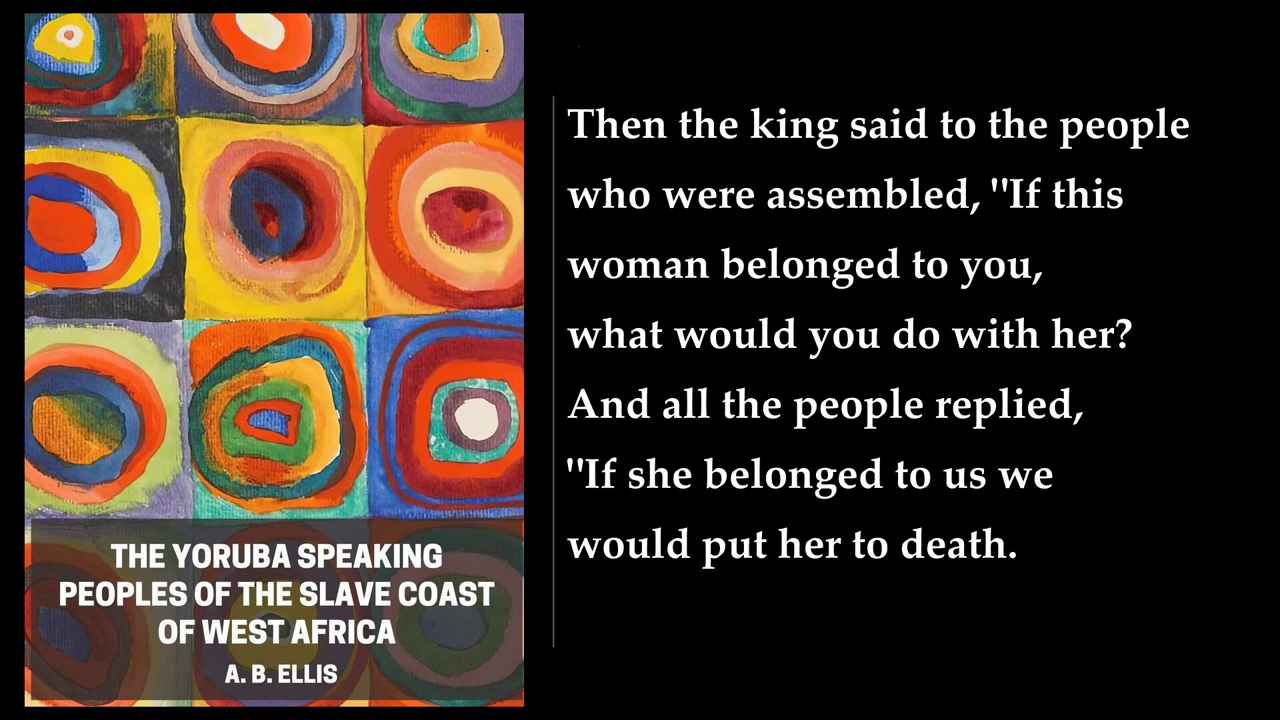 THE YORUBA SPEAKING
PEOPLES OF THE SLAVE COAST
OF WEST AFRICA
A. B. ELLIS
Then the king said to the people
who were assembled, "If this
woman belonged to you,
what would you do with her?
And all the people replied,
"If she belonged to us we
would put her to death.